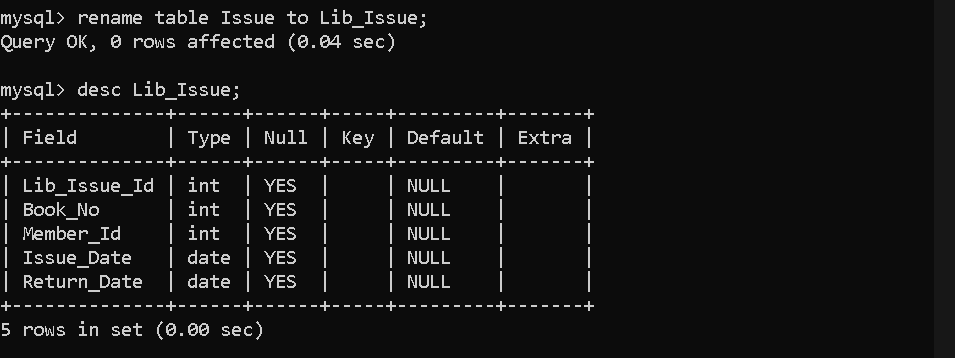 mysql> rename table Issue to Lib_Issue;
Query OK, 0 rows affected (0.04 sec)
mysql> desc Lib_Issue;
+--------------+------+------+-----+---------+-------+
| Field        | Type | Null | Key | Default | Extra |
+--------------+------+------+-----+---------+-------+
| Lib_Issue_Id | int  | YES  |     | NULL    |       |
| Book_No      | int  | YES  |     | NULL    |       |
| Member_Id    | int  | YES  |     | NULL    |       |
| Issue_Date   | date | YES  |     | NULL    |       |
| Return_Date  | date | YES  |     | NULL    |       |
+--------------+------+------+-----+---------+-------+
5 rows in set (0.00 sec)